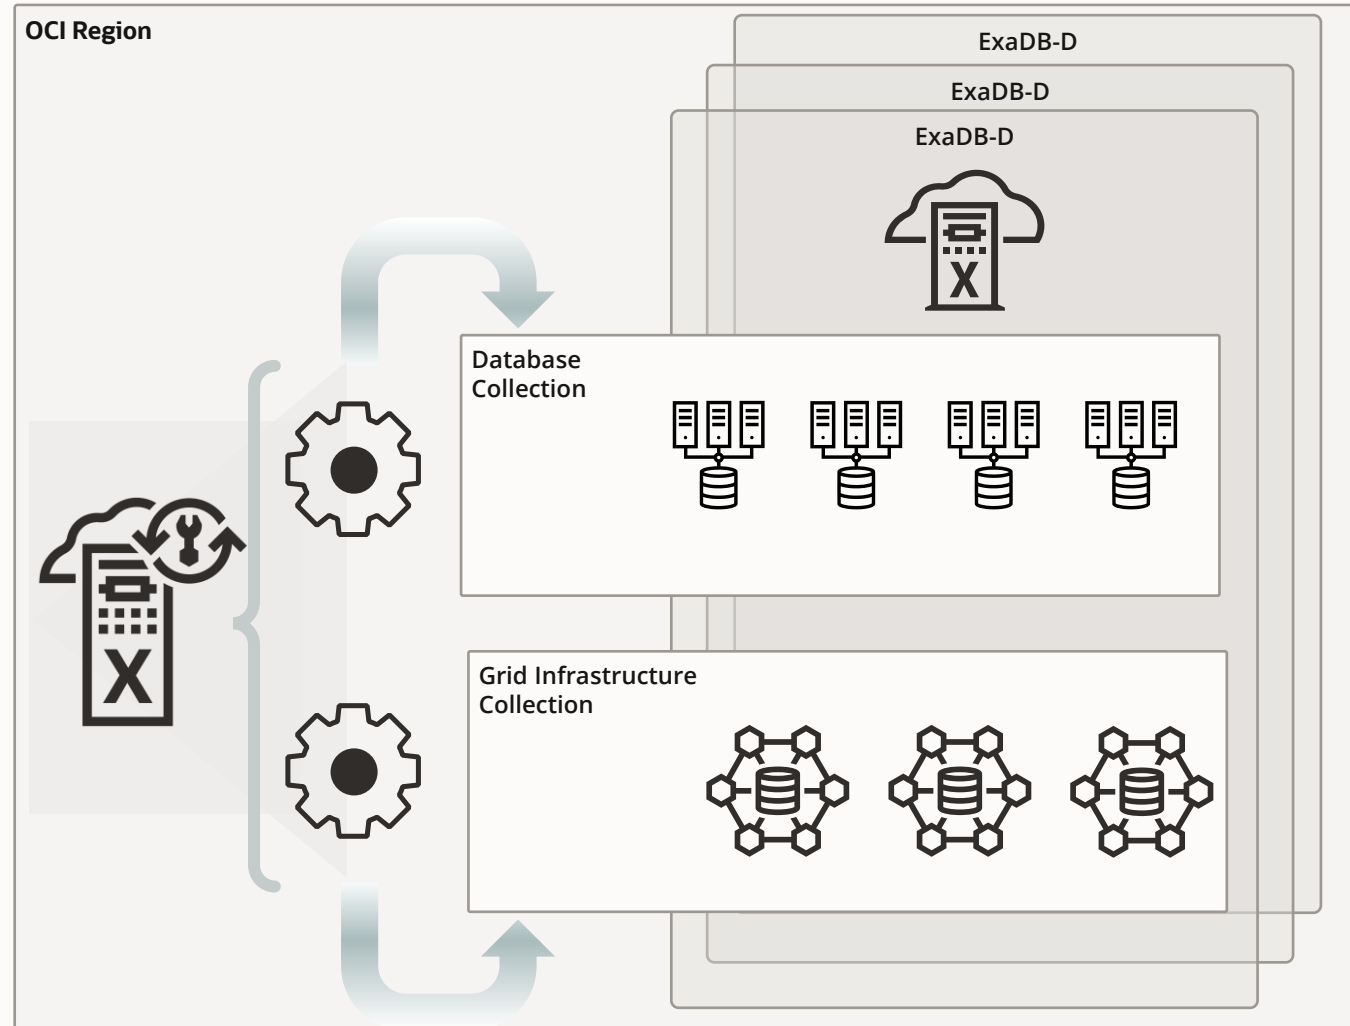 OCI Region
ExaDB-D
ExaDB-D
ExaDB-D
X
Database
Collection
X
Grid Infrastructure
Collection